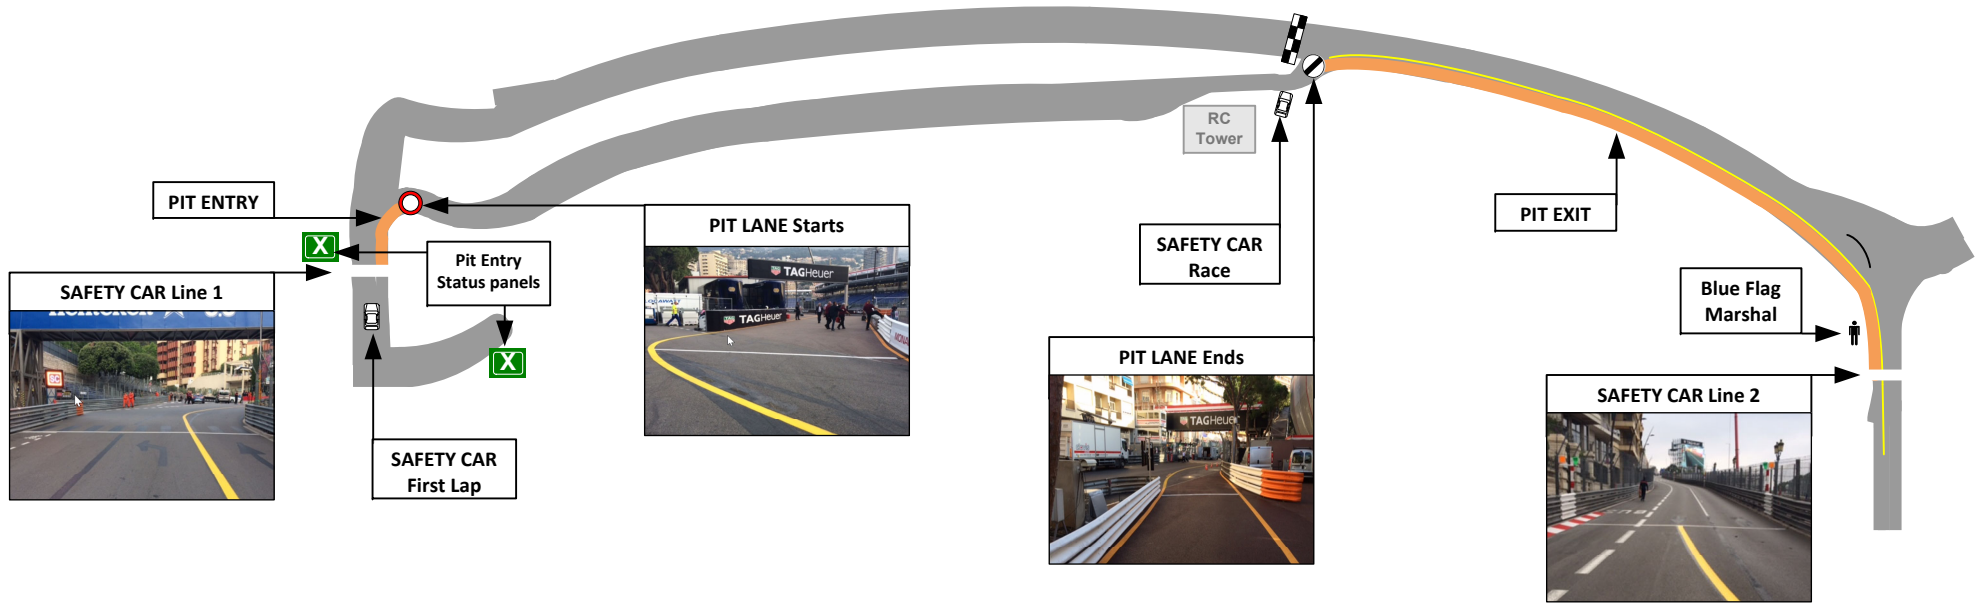 RC
Tower
PIT ENTRY
X
PIT LANE Starts
TAGHeuer
TAGHeuer
Pit Entry
Status panels
X
SAFETY CAR Line 1
SC
SAFETY CAR
First Lap
SAFETY CAR
Race
PIT EXIT
PIT LANE Ends
TAGHeuer
Blue Flag
Marshal
SAFETY CAR Line 2